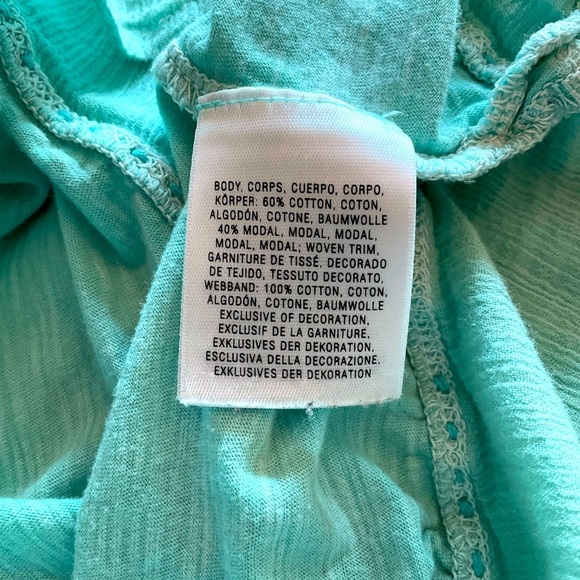 BODY, CORPS, CUERPO, CORPO,
KÖRPER: 60% COTTON, COTON,
ALGODÓN, COTONE, BAUMWOLLE
40% MODAL, MODAL, MODAL,
MODAL, MODAL; WOVEN TRIM,
GARNITURE DE TISSÉ, DECORADO
DE TEJIDO, TESSUTO DECORATO,
WEBBAND: 100% COTTON, COTON,
ALGODÓN, COTONE, BAUMWOLLE
EXCLUSIVE OF DECORATION,
EXCLUSIF DE LA GARNITURE,
EXKLUSIVES DER DEKORATION,
ESCLUSIVA DELLA DECORAZIONE,
EXKLUSIVES DER DEKORATION